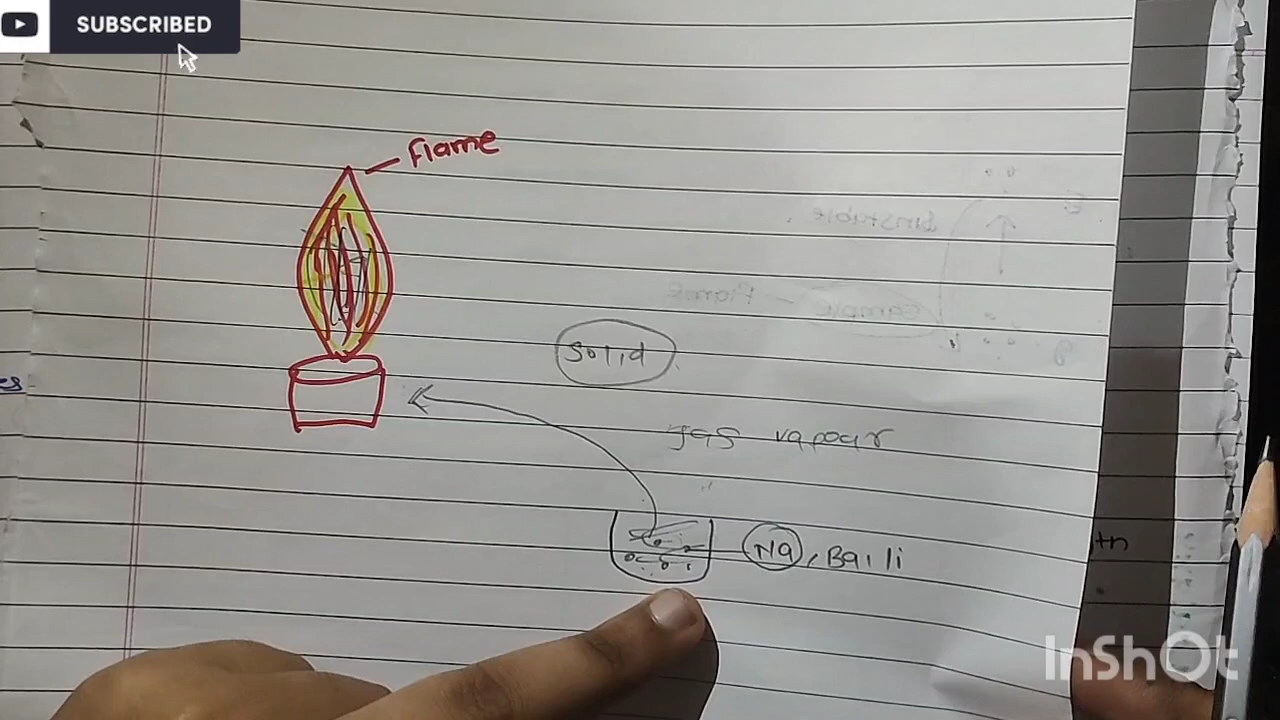 SUBSCRIBED
Flame
Solid
gas vapour
Na, Ba, li
InShOt